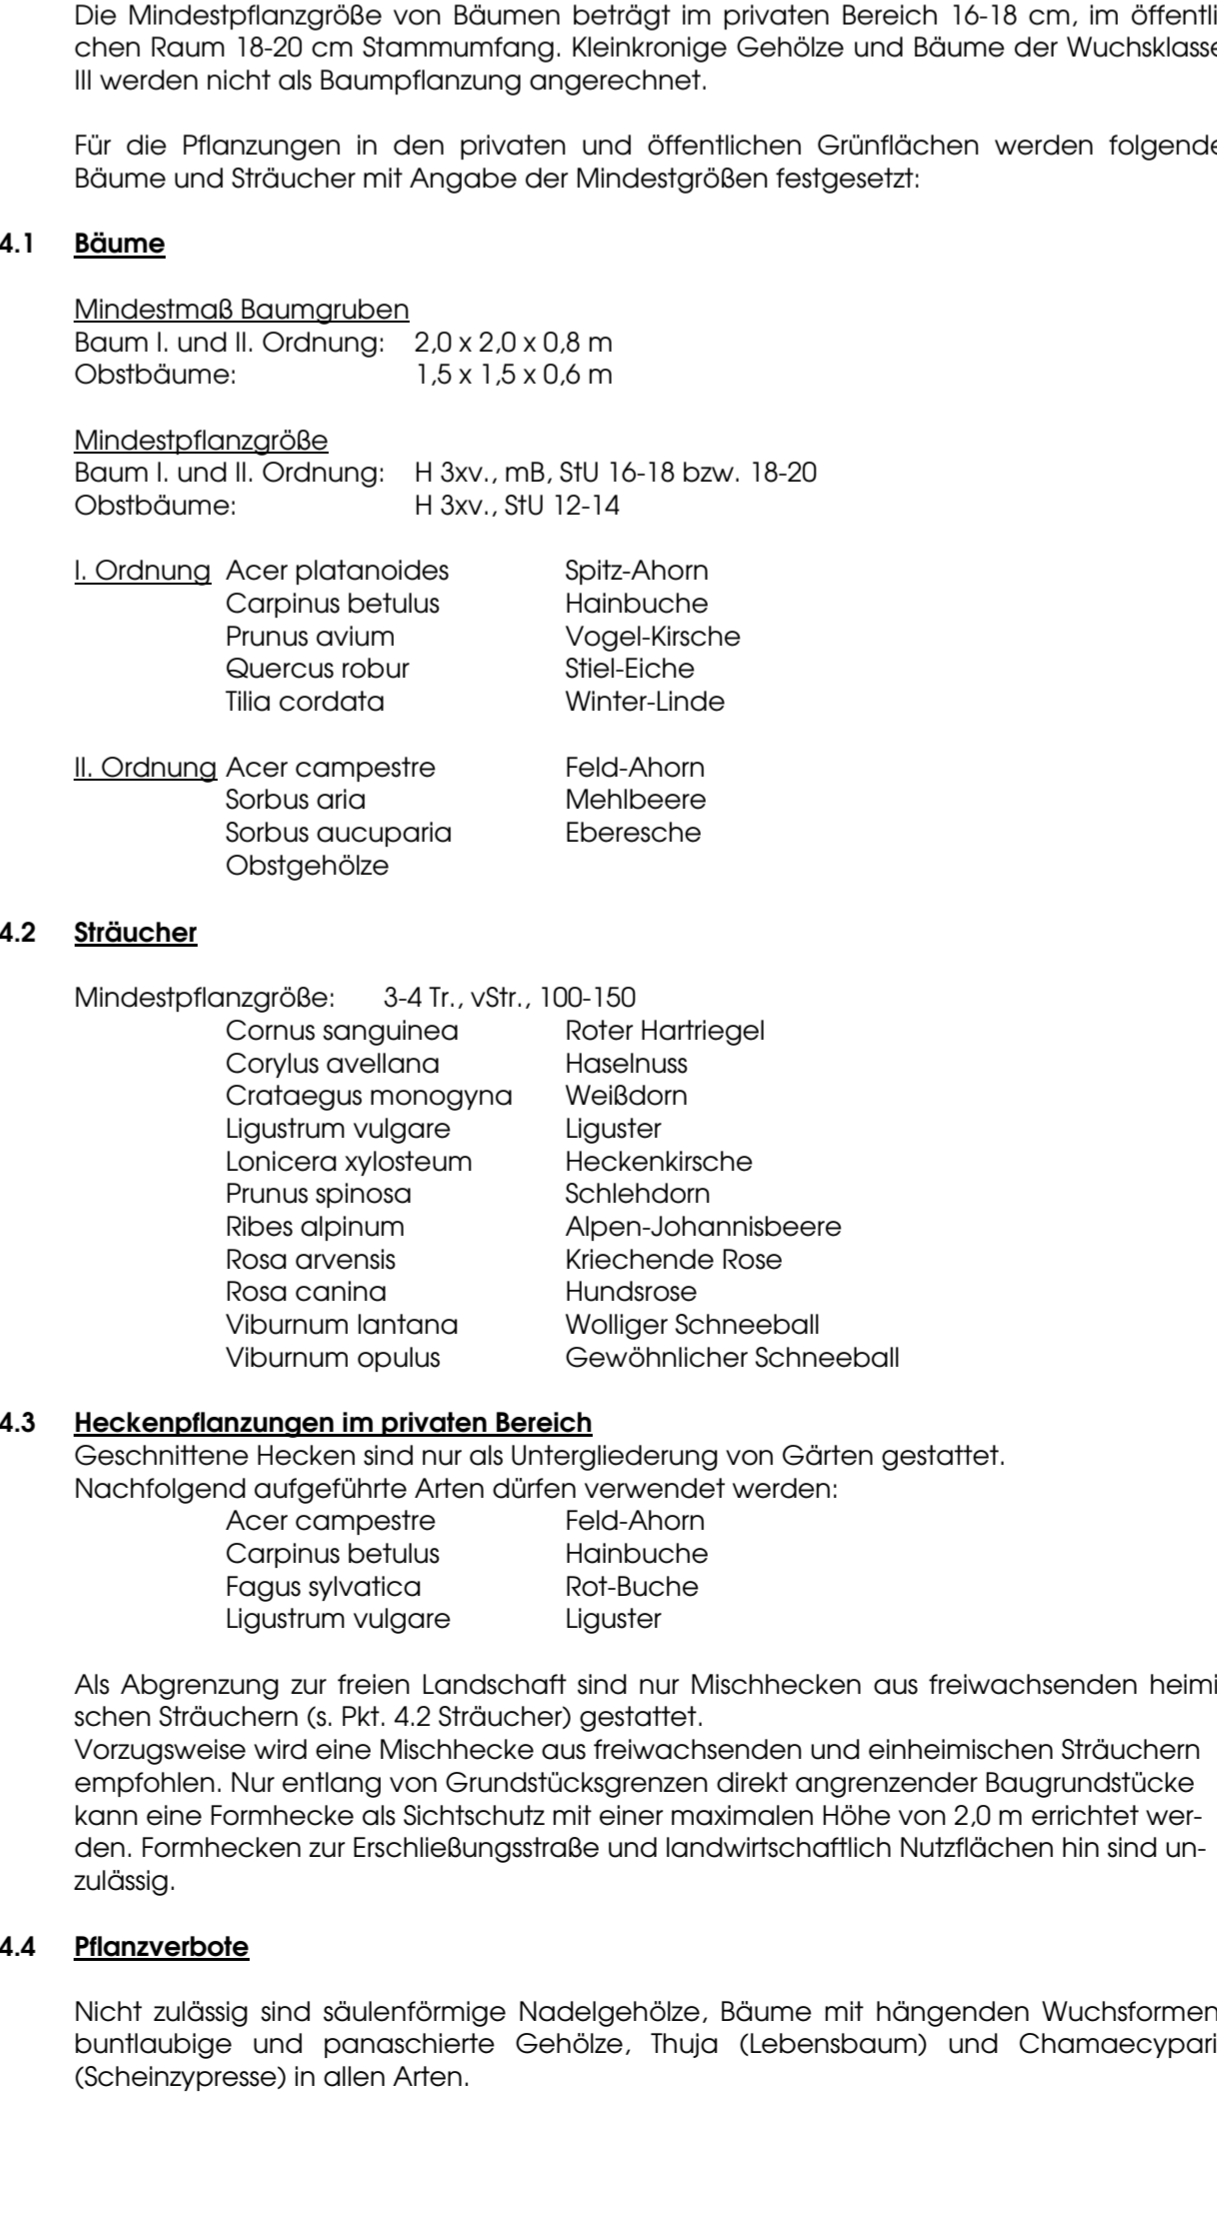 Die Mindestpflanzgröße von Bäumen beträgt im privaten Bereich 16-18 cm, im öffentli
chen Raum 18-20 cm Stammumfang. Kleinkronige Gehölze und Bäume der Wuchsklasse
III werden nicht als Baumpflanzung angerechnet.
Für die Pflanzungen in den privaten und öffentlichen Grünflächen werden folgende
Bäume und Sträucher mit Angabe der Mindestgrößen festgesetzt:
4.1 Bäume
Mindestmaß Baumgruben
Baum I. und II. Ordnung: 2,0 x 2,0 x 0,8 m
Obstbäume: 1,5 x 1,5 x 0,6 m
Mindestpflanzgröße
Baum I. und II. Ordnung: H 3xv., mB, StU 16-18 bzw. 18-20
Obstbäume: H 3xv., StU 12-14
I. Ordnung Acer platanoides Spitz-Ahorn
Carpinus betulus Hainbuche
Prunus avium Vogel-Kirsche
Quercus robur Stiel-Eiche
Tilia cordata Winter-Linde
II. Ordnung Acer campestre Feld-Ahorn
Sorbus aria Mehlbeere
Sorbus aucuparia Eberesche
Obstgehölze
4.2 Sträucher
Mindestpflanzgröße: 3-4 Tr., vStr., 100-150
Cornus sanguinea Roter Hartriegel
Corylus avellana Haselnuss
Crataegus monogyna Weißdorn
Ligustrum vulgare Liguster
Lonicera xylosteum Heckenkirsche
Prunus spinosa Schlehdorn
Ribes alpinum Alpen-Johannisbeere
Rosa arvensis Kriechende Rose
Rosa canina Hundsrose
Viburnum lantana Wolliger Schneeball
Viburnum opulus Gewöhnlicher Schneeball
4.3 Heckenpflanzungen im privaten Bereich
Geschnittene Hecken sind nur als Untergliederung von Gärten gestattet.
Nachfolgend aufgeführte Arten dürfen verwendet werden:
Acer campestre Feld-Ahorn
Carpinus betulus Hainbuche
Fagus sylvatica Rot-Buche
Ligustrum vulgare Liguster
Als Abgrenzung zur freien Landschaft sind nur Mischhecken aus freiwachsenden heimi
schen Sträuchern (s. Pkt. 4.2 Sträucher) gestattet.
Vorzugsweise wird eine Mischhecke aus freiwachsenden und einheimischen Sträuchern
empfohlen. Nur entlang von Grundstücksgrenzen direkt angrenzender Baugrundstücke
kann eine Formhecke als Sichtschutz mit einer maximalen Höhe von 2,0 m errichtet wer-
den. Formhecken zur Erschließungsstraße und landwirtschaftlich Nutzflächen hin sind un-
zulässig.
4.4 Pflanzverbote
Nicht zulässig sind säulenförmige Nadelgehölze, Bäume mit hängenden Wuchsformen
buntlaubige und panaschierte Gehölze, Thuja (Lebensbaum) und Chamaecypari
(Scheinzypresse) in allen Arten.